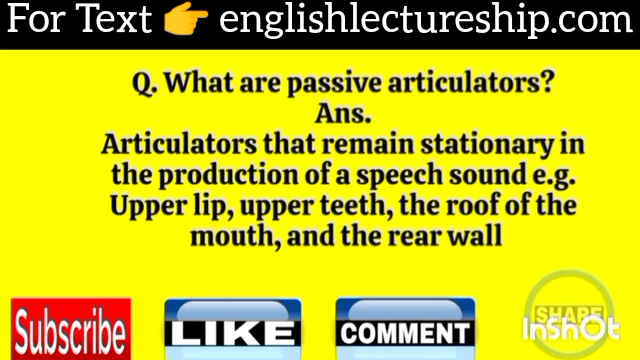 For Text 👉 englishlectureship.com
Q. What are passive articulators?
Ans.
Articulators that remain stationary in
the production of a speech sound e.g.
Upper lip, upper teeth, the roof of the
mouth, and the rear wall
Subscribe
LIKE
COMMENT
SHARE
InShOt